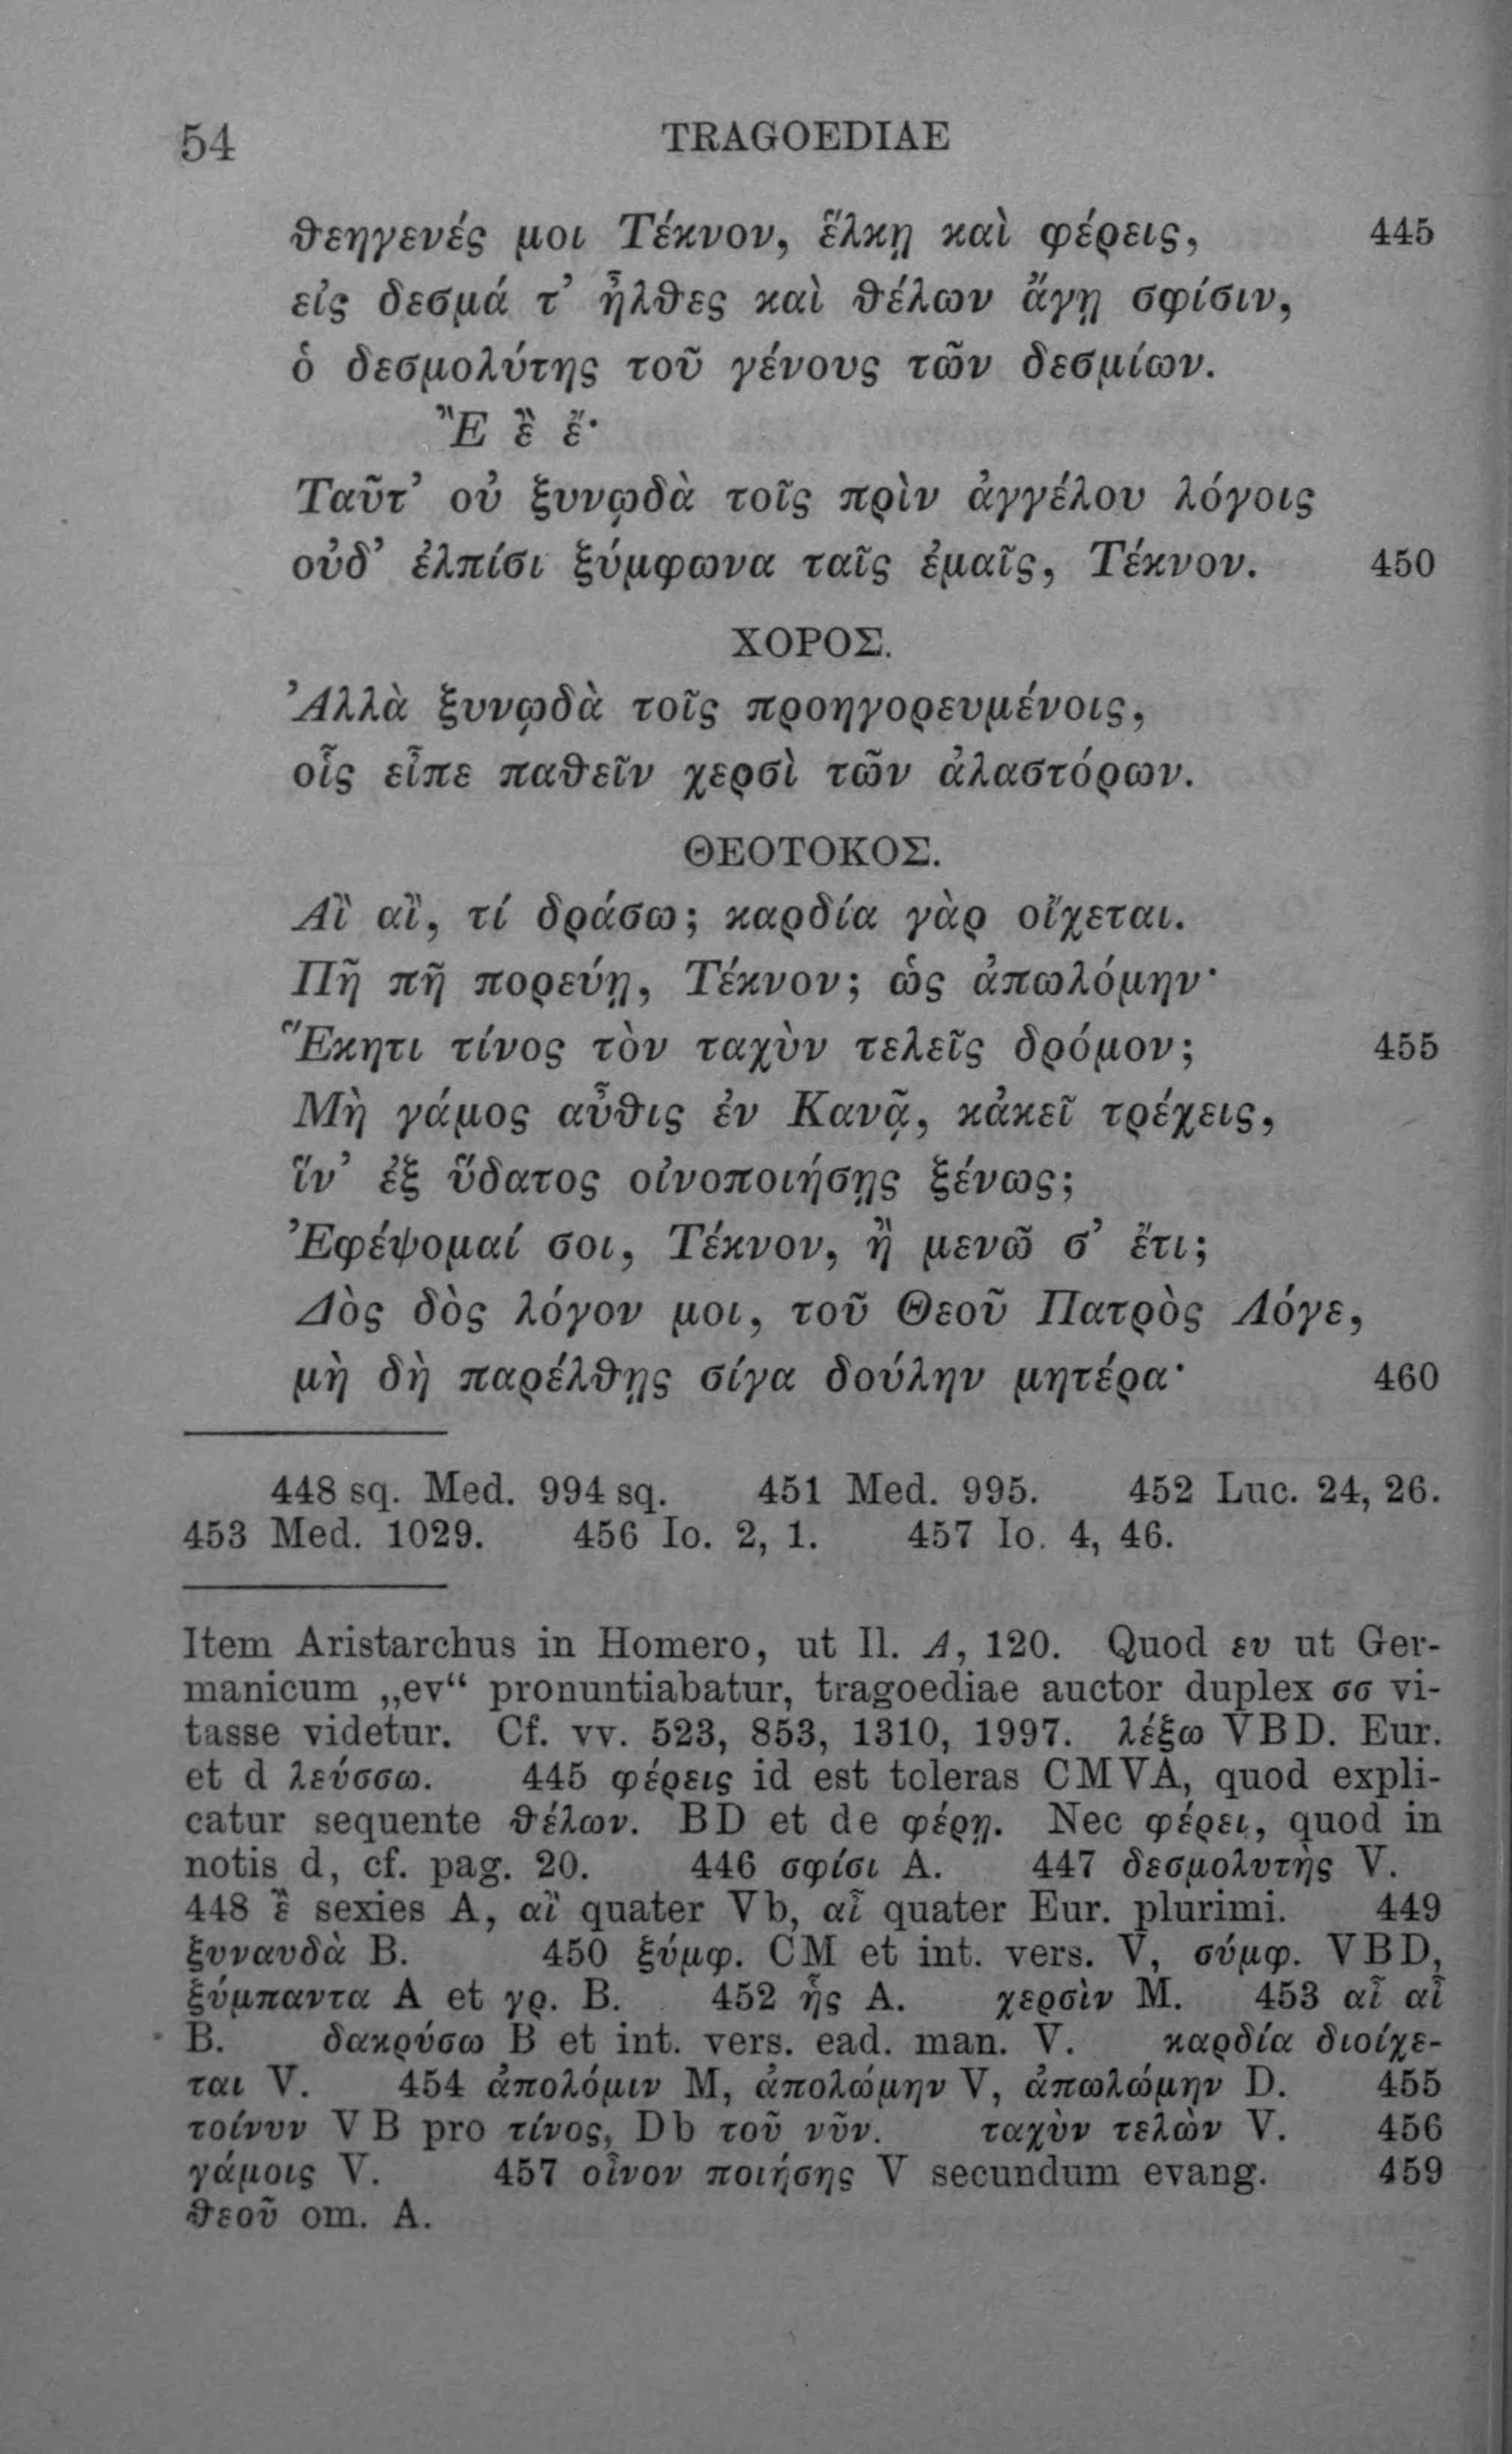 54 TRAGOEDIAE
θεηγενές μοι Τέκνον, ἕλκῃ καὶ φέρεις, 445
εἰς δεσμά τ’ ἦλθες καὶ θέλων ἄγῃ σφίσιν,
ὁ δεσμολύτης τοῦ γένους τῶν δεσμίων.
Ἒ ἒ ἔ·
Ταῦτ’ οὐ ξυνῳδὰ τοῖς πρὶν ἀγγέλου λόγοις
οὐδ’ ἐλπίσι ξύμφωνα ταῖς ἐμαῖς, Τέκνον. 450
ΧΟΡΟΣ.
Ἀλλὰ ξυνῳδὰ τοῖς προηγορευμένοις,
οἷς εἶπε παθεῖν χερσὶ τῶν ἀλαστόρων.
ΘΕΟΤΟΚΟΣ.
Αἲ αἲ, τί δράσω; καρδία γὰρ οἴχεται.
Πῆ πῆ πορεύῃ, Τέκνον; ὡς ἀπωλόμην·
Ἕκητι τίνος τὸν ταχὺν τελεῖς δρόμον; 455
Μὴ γάμος αὖθις ἐν Κανᾷ, κἀκεῖ τρέχεις,
ἵν’ ἐξ ὕδατος οἰνοποιήσῃς ξένως;
Ἐφέψομαί σοι, Τέκνον, ἢ μενῶ σ’ ἔτι;
Δὸς δὸς λόγον μοι, τοῦ Θεοῦ Πατρὸς Λόγε,
μὴ δὴ παρέλθῃς σίγα δούλην μητέρα· 460
448 sq. Med. 994 sq. 451 Med. 995. 452 Luc. 24, 26.
453 Med. 1029. 456 Io. 2, 1. 457 Io. 4, 46.
Item Aristarchus in Homero, ut Il. Α, 120. Quod ευ ut Ger-
manicum „ev“ pronuntiabatur, tragoediae auctor duplex σσ vi-
tasse videtur. Cf. vv. 523, 853, 1310, 1997. λέξω VBD. Eur.
et d λεύσσω. 445 φέρεις id est toleras CMVA, quod expli-
catur sequente θέλων. BD et de φέρῃ. Nec φέρει, quod in
notis d, cf. pag. 20. 446 σφίσι A. 447 δεσμολυτὴς V.
448 ἒ sexies A, αἲ quater Vb, αἶ quater Eur. plurimi. 449
ξυναυδὰ B. 450 ξύμφ. CM et int. vers. V, σύμφ. VBD,
ξύμπαντα A et γρ. B. 452 ἧς A. χερσὶν M. 453 αἶ αἶ
B. δακρύσω B et int. vers. ead. man. V. καρδία διοίχε-
ται V. 454 ἀπολόμιν M, ἀπολώμην V, ἀπωλώμην D. 455
τοίνυν VB pro τίνος, Db τοῦ νῦν. ταχὺν τελὼν V. 456
γάμοις V. 457 οἶνον ποιήσῃς V secundum evang. 459
θεοῦ om. A.